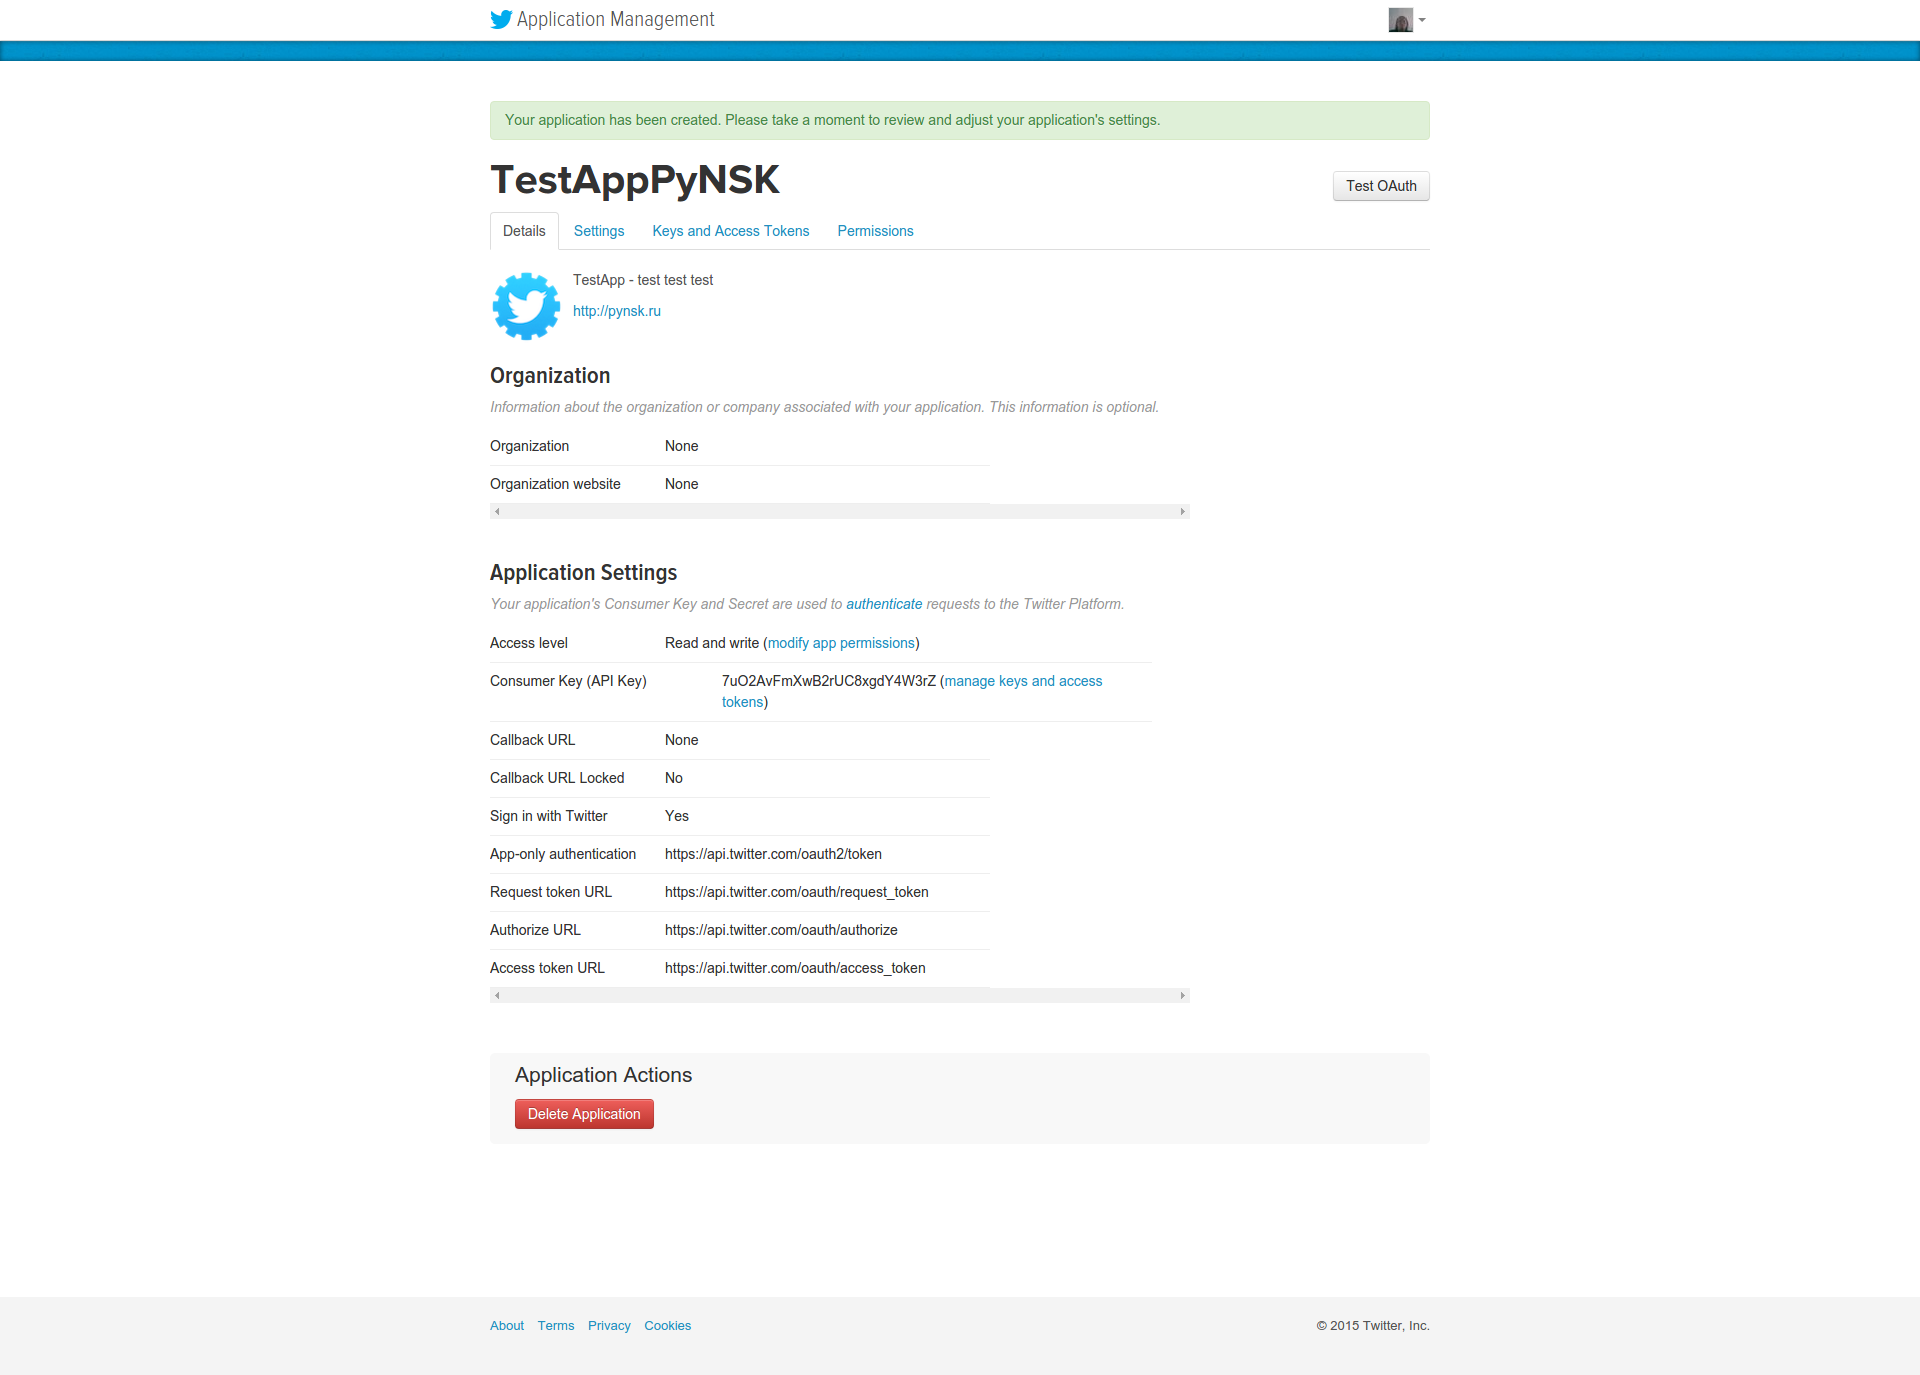 Application Management
Your application has been created. Please take a moment to review and adjust your application's settings.
TestAppPyNSK
Test OAuth
Details Settings Keys and Access Tokens Permissions
TestApp - test test test
http://pynsk.ru
Organization
Information about the organization or company associated with your application. This information is optional.
Organization None
Organization website None
Application Settings
Your application's Consumer Key and Secret are used to authenticate requests to the Twitter Platform.
Access level Read and write (modify app permissions)
Consumer Key (API Key) 7uO2AvFmXwB2rUC8xgdY4W3rZ (manage keys and access
tokens)
Callback URL None
Callback URL Locked No
Sign in with Twitter Yes
App-only authentication https://api.twitter.com/oauth2/token
Request token URL https://api.twitter.com/oauth/request_token
Authorize URL https://api.twitter.com/oauth/authorize
Access token URL https://api.twitter.com/oauth/access_token
Application Actions
Delete Application
About Terms Privacy Cookies © 2015 Twitter, Inc.